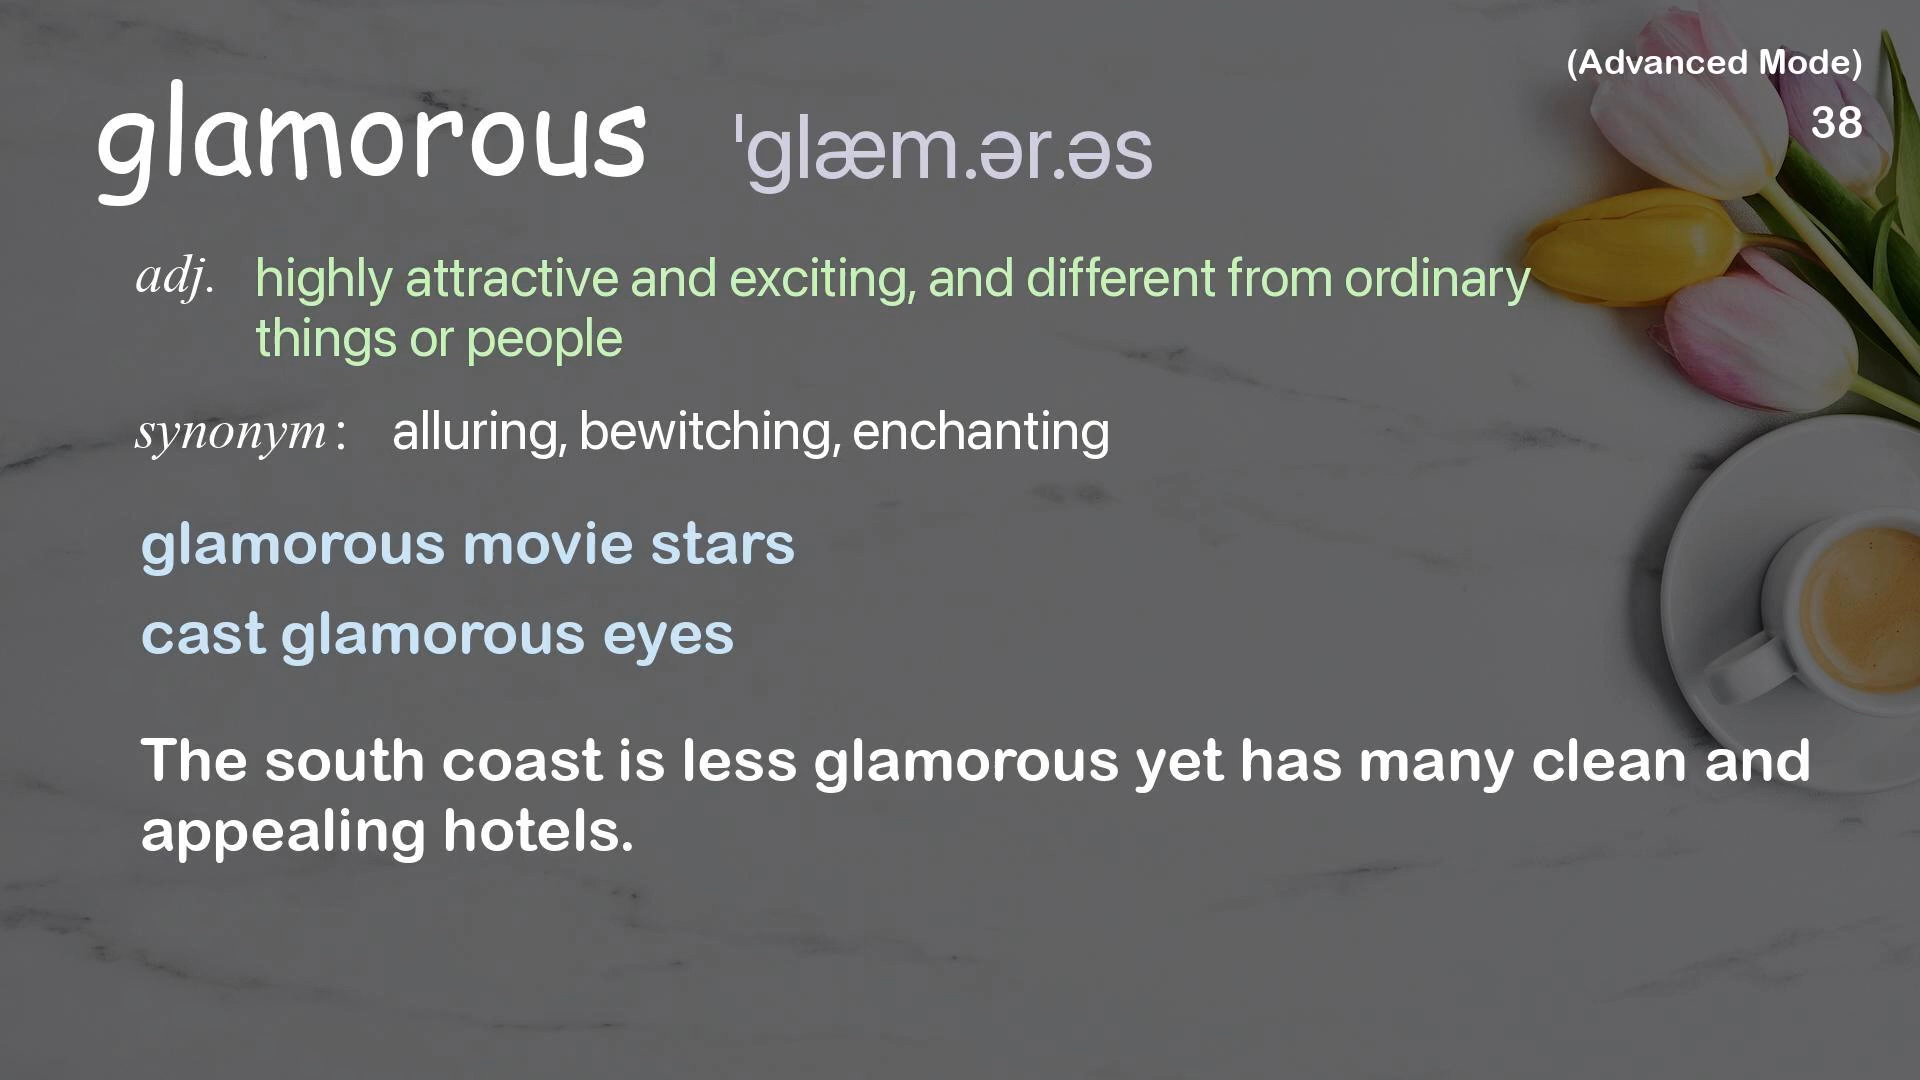 (Advanced Mode)
glamorous ˈɡlæm.ər.əs
38
adj. highly attractive and exciting, and different from ordinary
things or people
synonym: alluring, bewitching, enchanting
glamorous movie stars
cast glamorous eyes
The south coast is less glamorous yet has many clean and
appealing hotels.